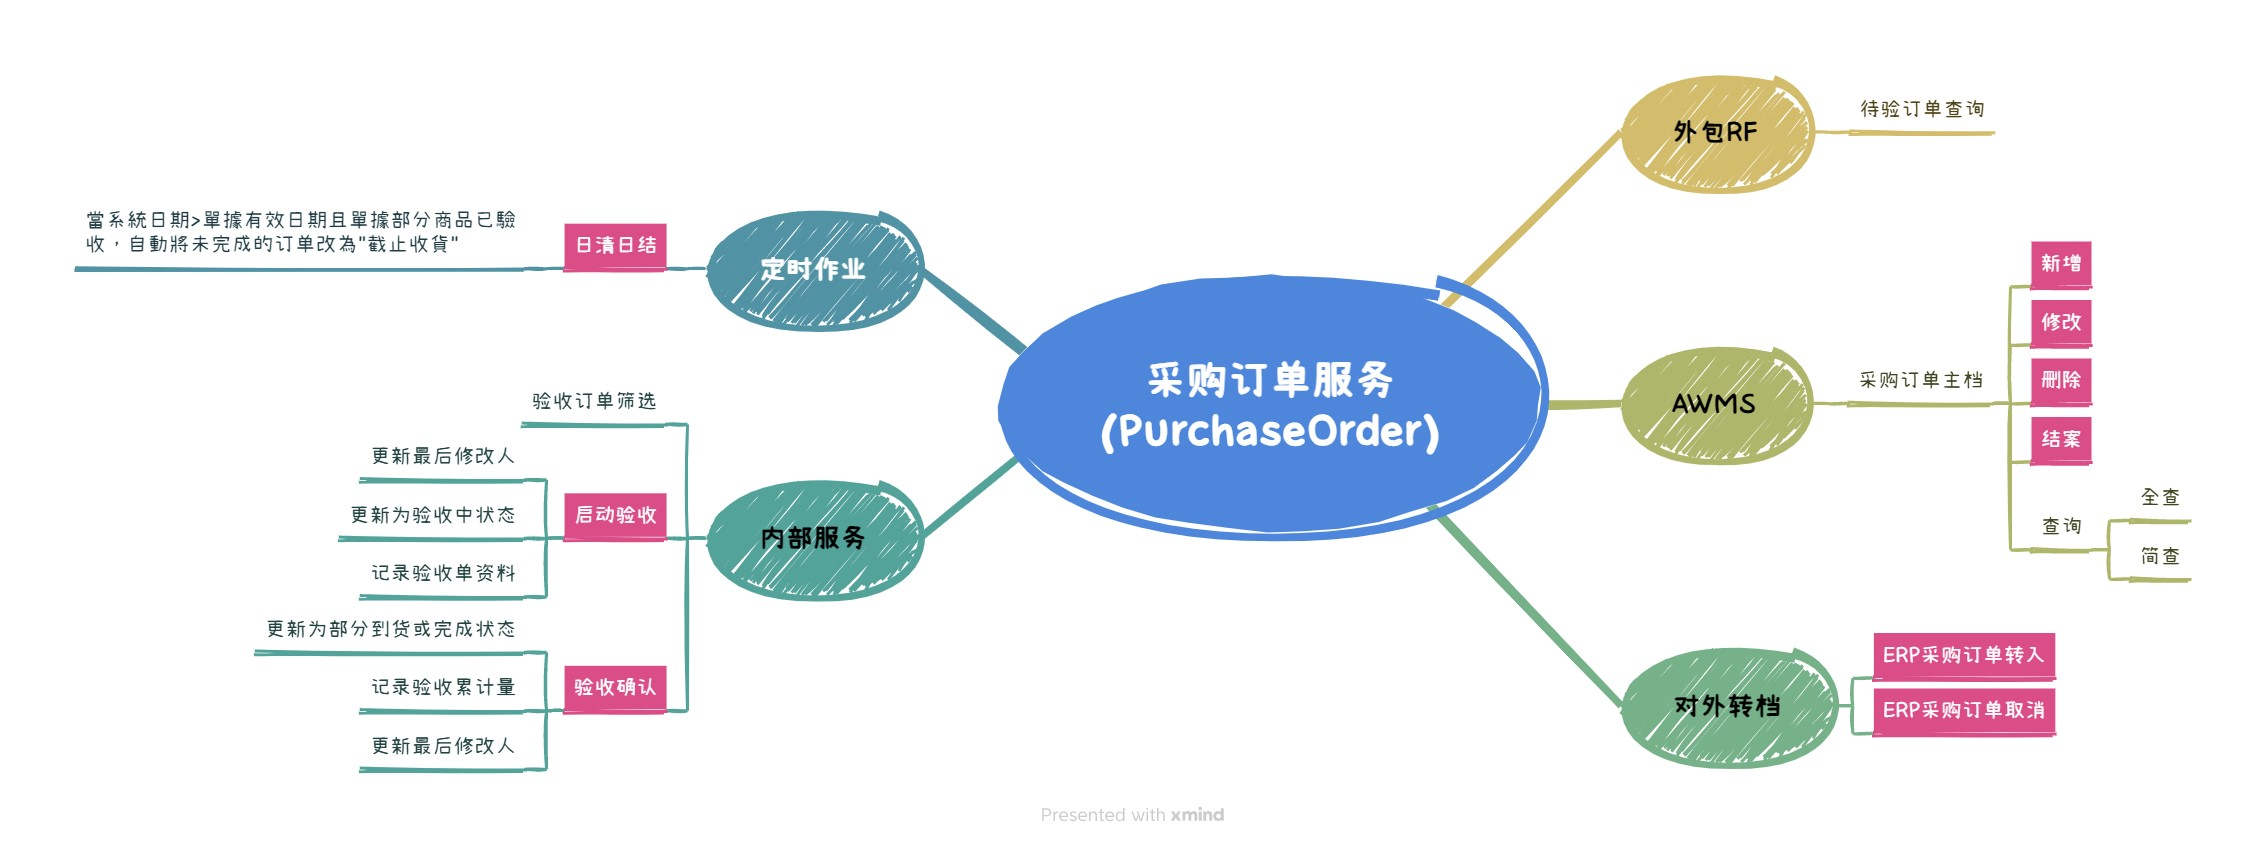 采购订单服务
(PurchaseOrder)
外包RF
待验订单查询
AWMS
采购订单主档
新增
修改
删除
结案
查询
全查
简查
对外转档
ERP采购订单转入
ERP采购订单取消
定时作业
日清日结
當系統日期>單據有效日期且單據部分商品已驗
收，自動將未完成的订单改為"截止收貨"
内部服务
验收订单筛选
启动验收
更新最后修改人
更新为验收中状态
记录验收单资料
验收确认
更新为部分到货或完成状态
记录验收累计量
更新最后修改人
Presented with xmind